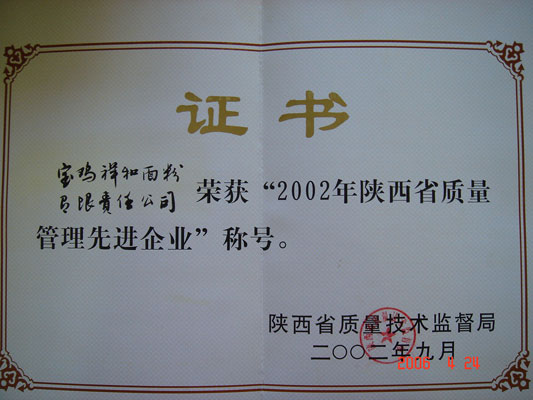 证书
宝鸡祥和面粉
有限責任公司 荣获“2002年陕西省质量
管理先进企业”称号。
陕西省质量技术监督局
二〇〇二年九月
2006 4 24